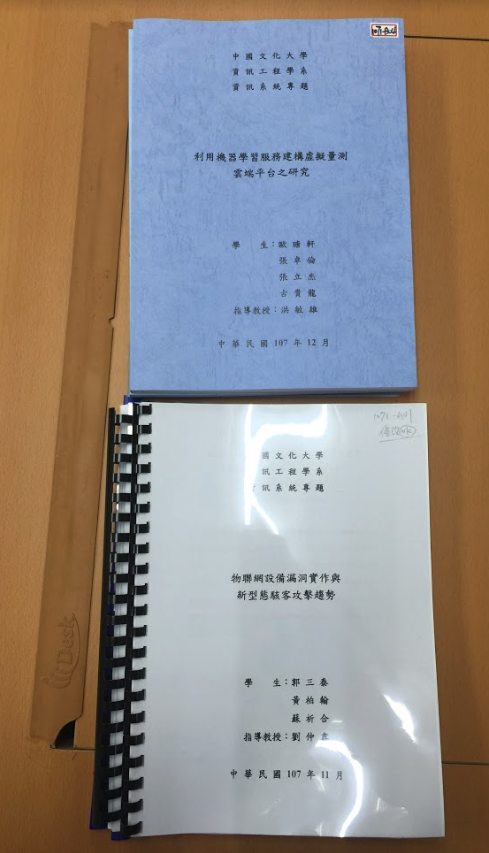 中國文化大學
資訊工程學系
資訊系統專題
利用機器學習服務建構虛擬量測
雲端平台之研究
學 生:歐瑭軒
張卓倫
張立杰
古貴龍
指導教授:洪敏雄
中華民國 107 年 12 月
國文化大學
訊工程學系
訊系統專題
物聯網設備漏洞實作與
新型態駭客攻擊趨勢
學 生:郭三泰
黃柏翰
蘇祈合
指導教授:劉仲鑫
中華民國 107 年 11 月
iDesk